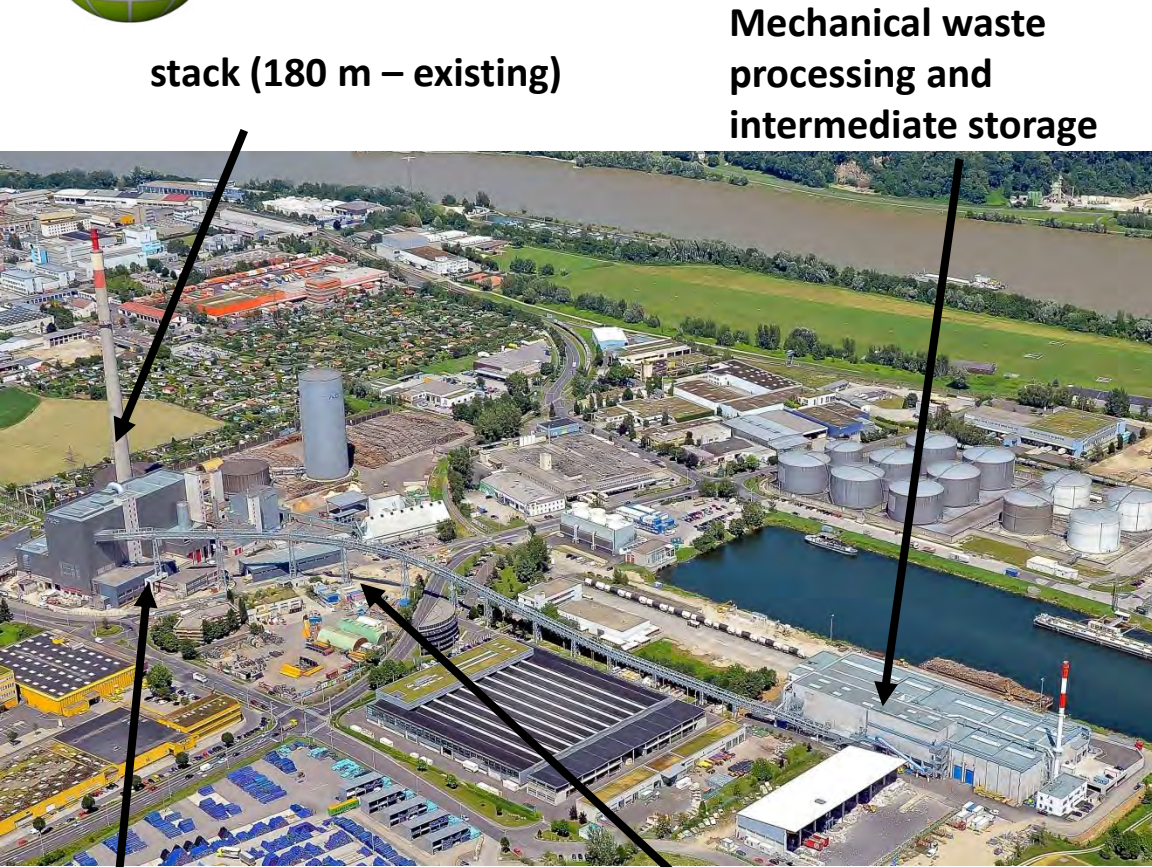 stack (180 m – existing)
Mechanical waste
processing and
intermediate storage